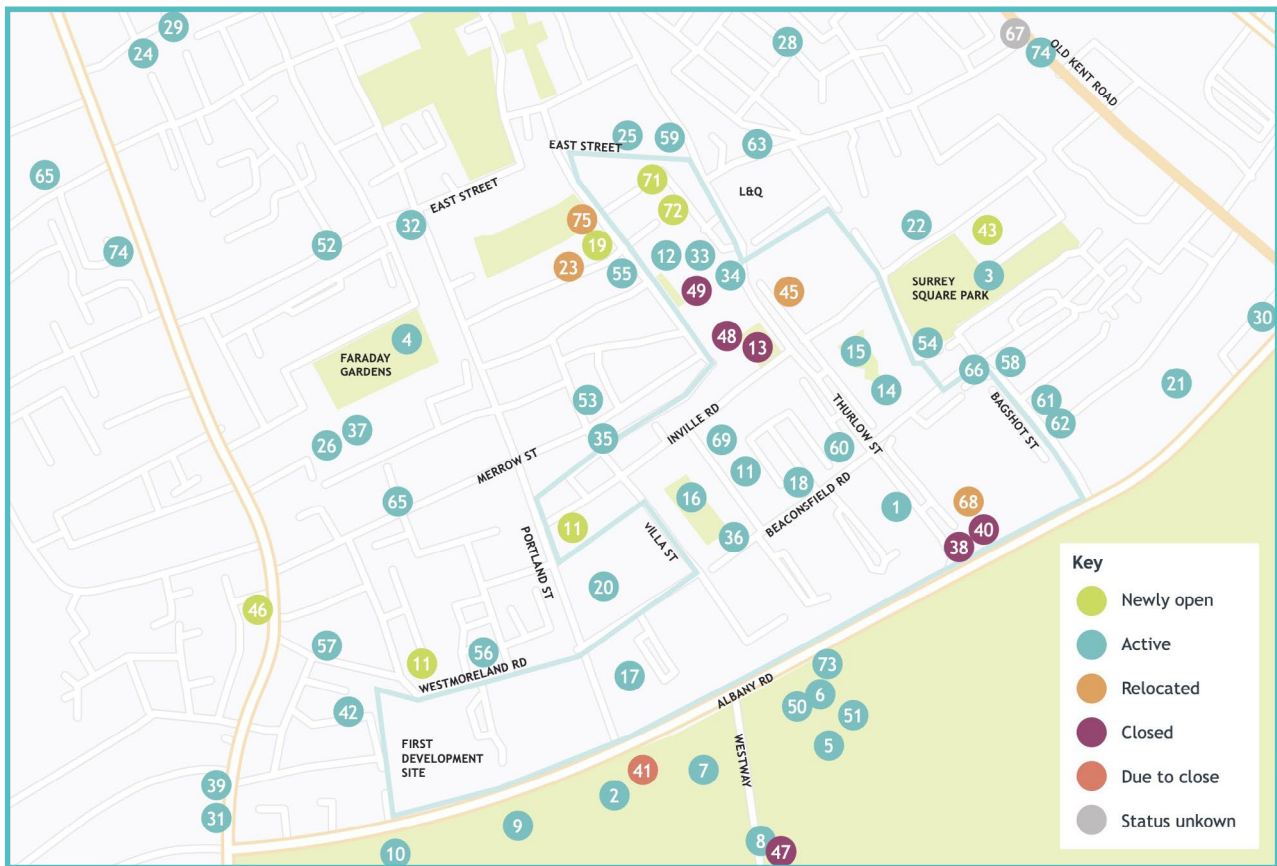 29
24
28
67
74
OLD KENT ROAD
25
59
63
EAST STREET
65
71
L&Q
EAST STREET
72
75
32
22
43
52
19
74
12
33
23
55
34
3
49
45
SURREY
SQUARE PARK
30
4
48
13
54
15
FARADAY
GARDENS
58
66
21
14
53
61
BAGSHOT ST
THURLOW ST
62
37
INVILLE RD
35
26
69
60
MERROW ST
11
18
65
16
BEACONSFIELD RD
68
1
11
40
36
VILLA ST
38
PORTLAND ST
Key
20
Newly open
46
57
Active
56
11
73
WESTMORELAND RD
17
Relocated
ALBANY RD
6
50
42
51
Closed
FIRST
DEVELOPMENT
SITE
5
WESTWAY
41
7
Due to close
39
2
31
9
Status unkown
8
47
10